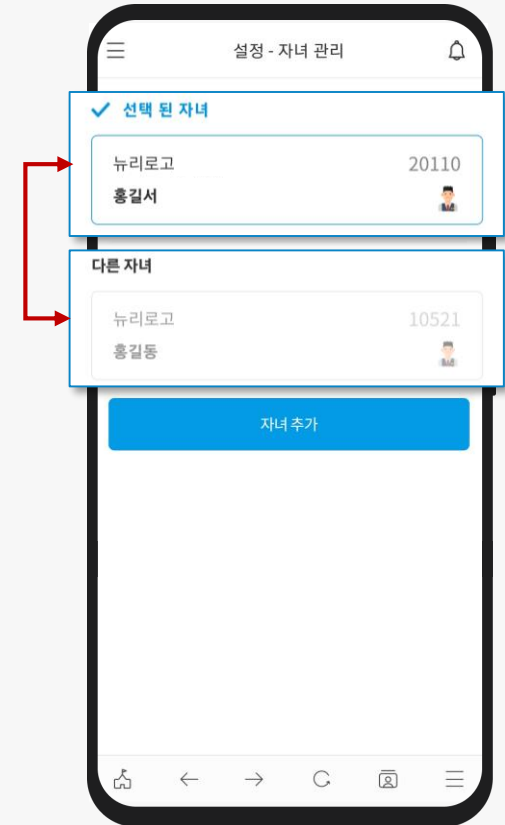 설정 - 자녀 관리
선택 된 자녀
뉴리로고 20110
홍길서
다른 자녀
뉴리로고 10521
홍길동
자녀 추가